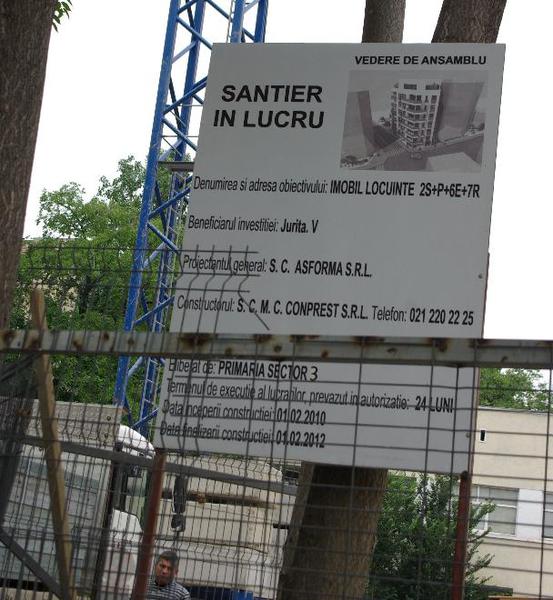 VEDERE DE ANSAMBLU
SANTIER
IN LUCRU
Denumirea si adresa obiectivului: IMOBIL LOCUINTE 2S+P+6E+7R
Beneficiarul investitiei: Jurita. V
Proiectantul general: S. C. ASFORMA S.R.L.
Constructorul: S. C. M. C. CONPREST S.R.L. Telefon: 021 220 22 25
Eliberat de: PRIMARIA SECTOR 3
Termenul de executie al lucrarilor, prevazut in autorizatie: 24 LUNI
Data inceperii constructiei: 01.02.2010
Data finalizarii constructiei: 01.02.2012